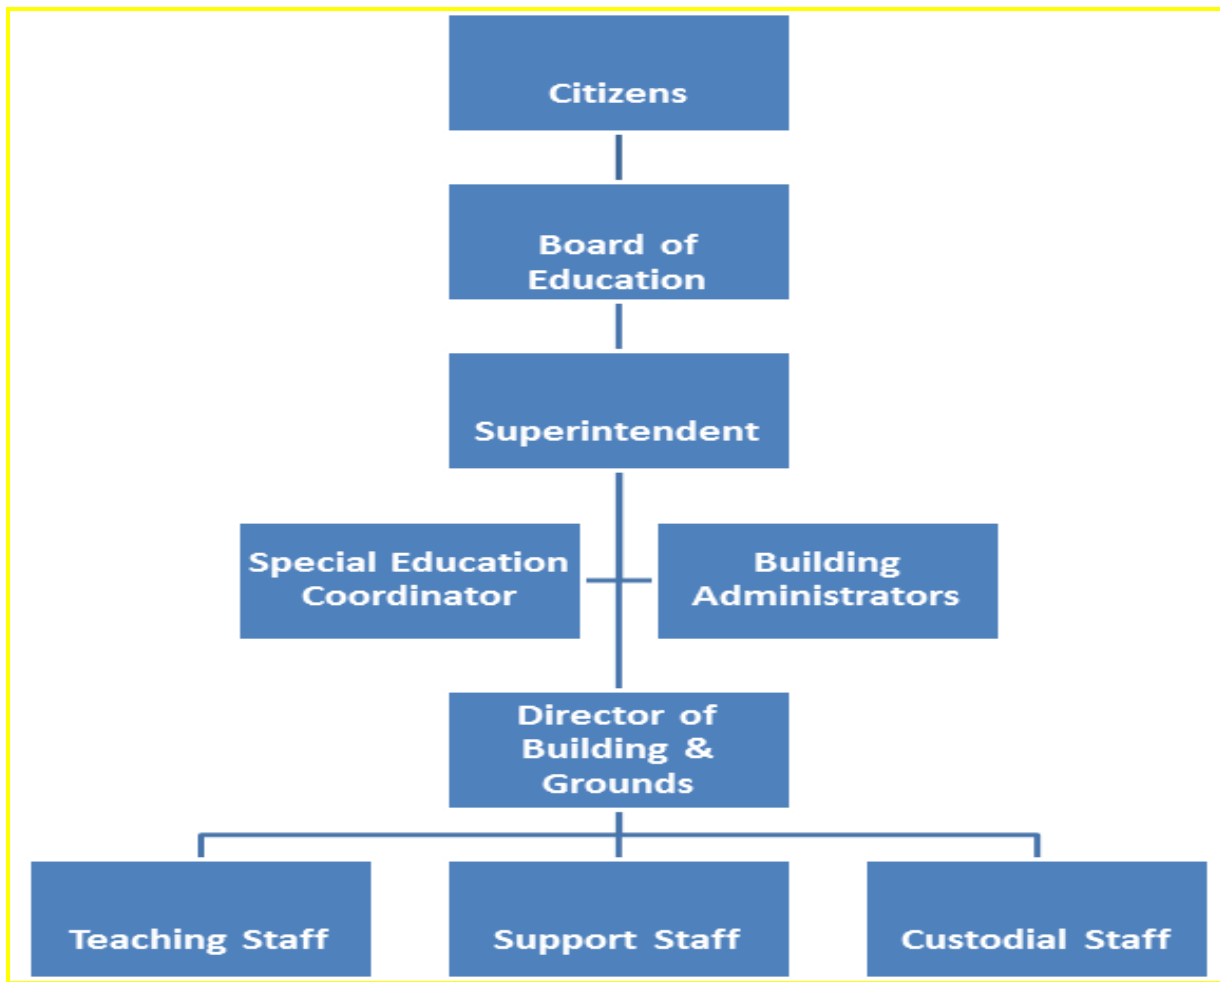 Citizens
Board of
Education
Superintendent
Special Education
Coordinator
Building
Administrators
Director of
Building &
Grounds
Teaching Staff
Support Staff
Custodial Staff